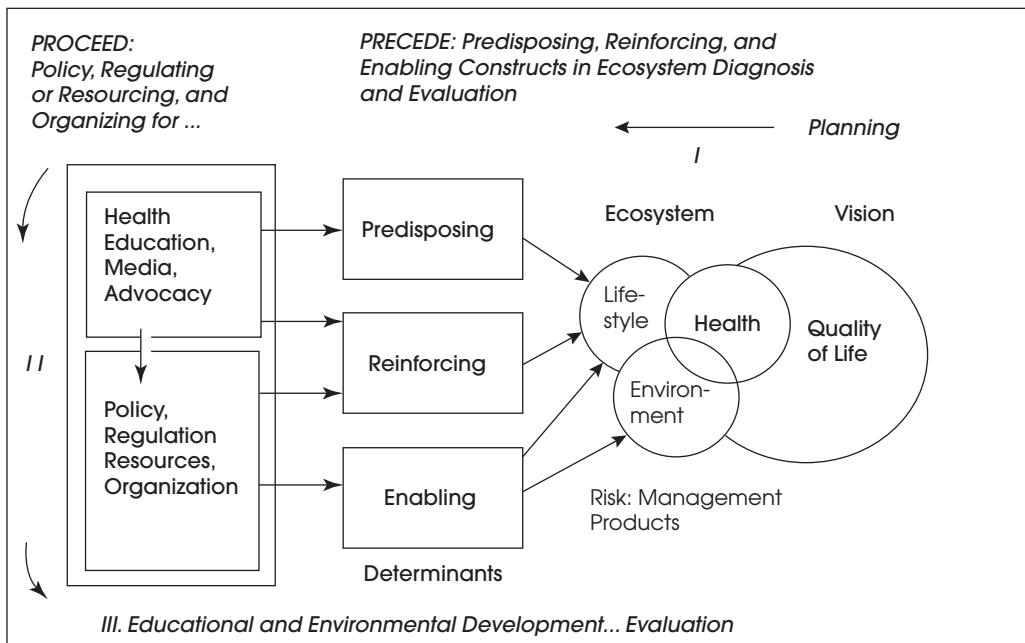 PROCEED:
Policy, Regulating
or Resourcing, and
Organizing for ...
PRECEDE: Predisposing, Reinforcing, and
Enabling Constructs in Ecosystem Diagnosis
and Evaluation
Planning
I
Ecosystem
Vision
Health
Education,
Media,
Advocacy
Predisposing
Life-
style
Health
Quality
of Life
I I
Reinforcing
Environ-
ment
Policy,
Regulation
Resources,
Organization
Enabling
Risk: Management
Products
Determinants
III. Educational and Environmental Development... Evaluation